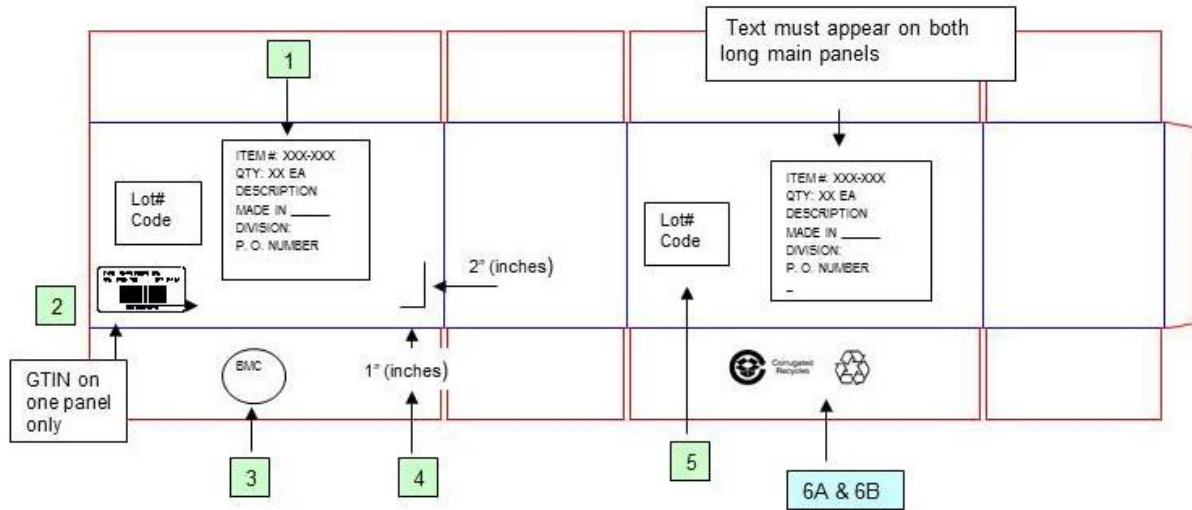 Text must appear on both
long main panels
1
ITEM #: XXX-XXX
QTY: XX EA
DESCRIPTION
MADE IN _____
DIVISION:
P. O. NUMBER
Lot#
Code
2
GTIN on
one panel
only
2” (inches)
1” (inches)
BMC
3
4
ITEM #: XXX-XXX
QTY: XX EA
DESCRIPTION
MADE IN _____
DIVISION:
P. O. NUMBER
_
Lot#
Code
5
Corrugated
Recycles
6A & 6B